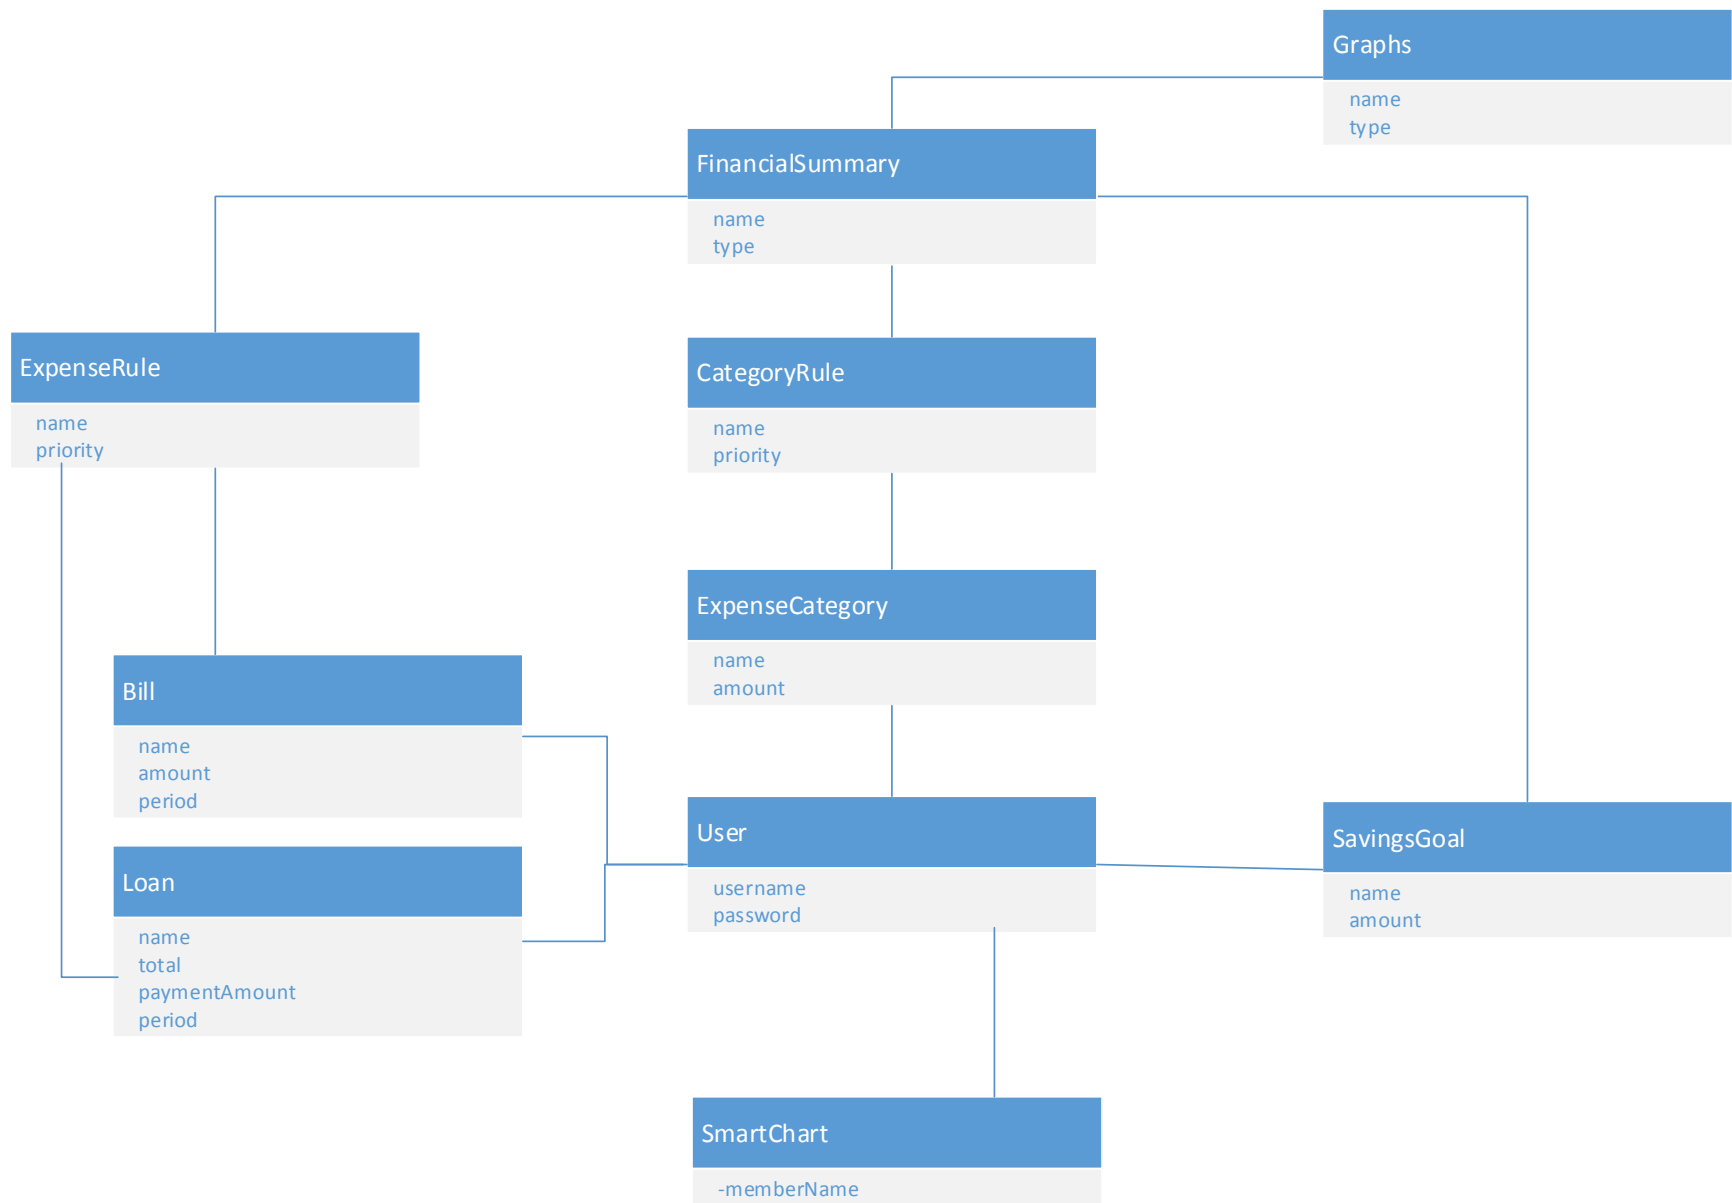 Graphs
name
type
FinancialSummary
name
type
ExpenseRule
name
priority
CategoryRule
name
priority
ExpenseCategory
name
amount
Bill
name
amount
period
User
username
password
SavingsGoal
name
amount
Loan
name
total
paymentAmount
period
SmartChart
-memberName